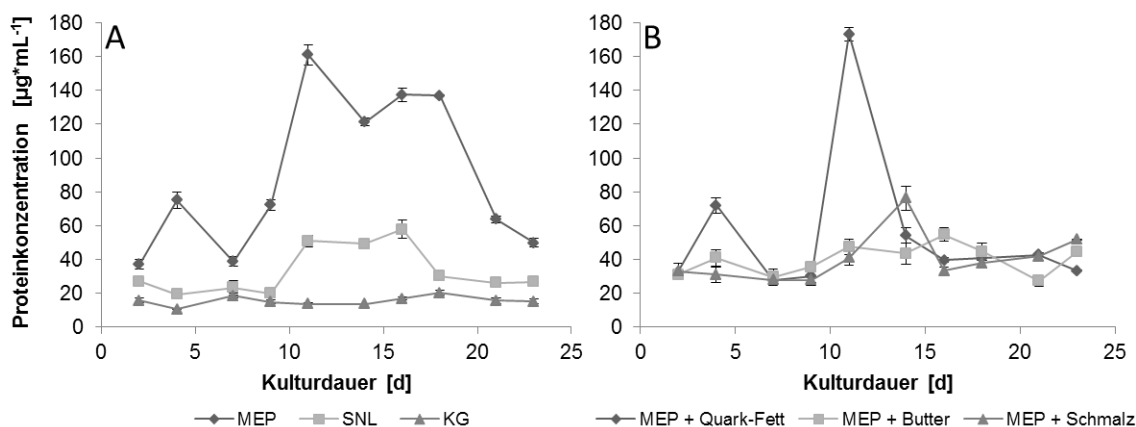 A
B
Proteinkonzentration [µg*mL-1]
180
160
140
120
100
80
60
40
20
0
0 5 10 15 20 25
Kulturdauer [d]
MEP SNL KG
180
160
140
120
100
80
60
40
20
0
0 5 10 15 20 25
Kulturdauer [d]
MEP + Quark-Fett MEP + Butter MEP + Schmalz